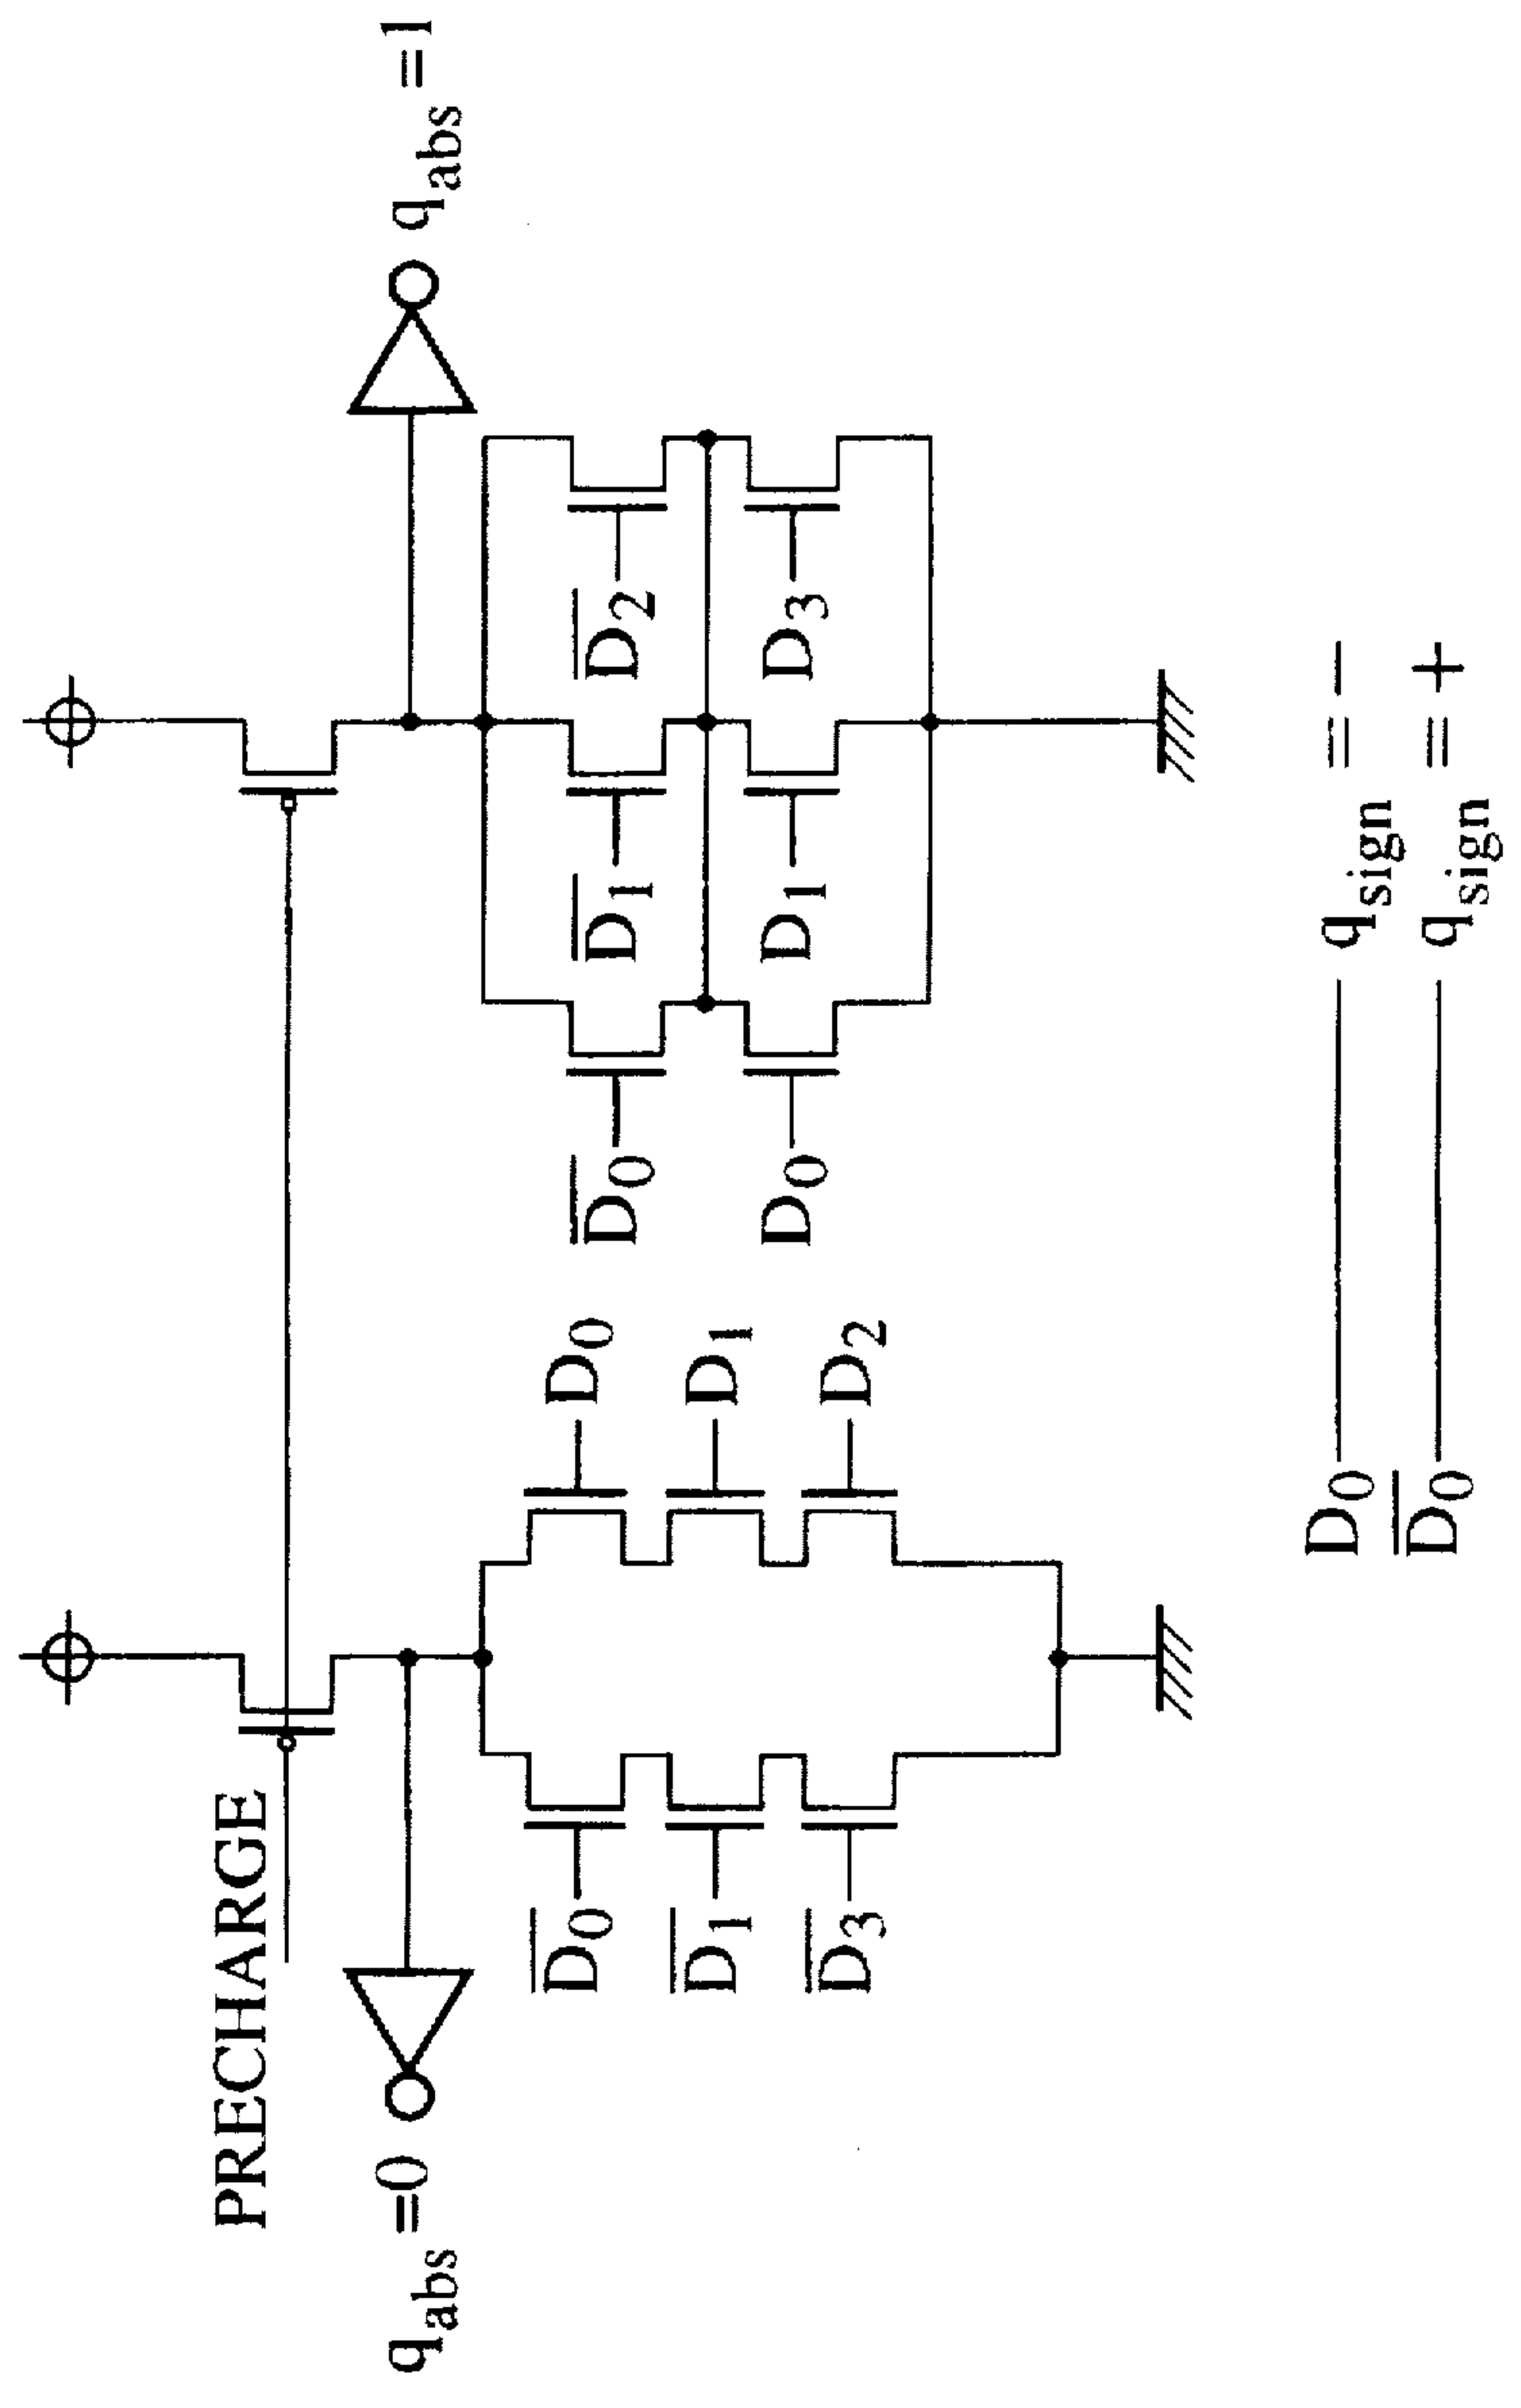 PRECHARGE
q_abs =0
q_abs =1
D̅₀
D₀
D̅₀
D̅₁
D̅₂
D̅₁
D₁
D̅₃
D₂
D₀
D₁
D₃
D₀ q_sign = −
D̅₀ q_sign = +